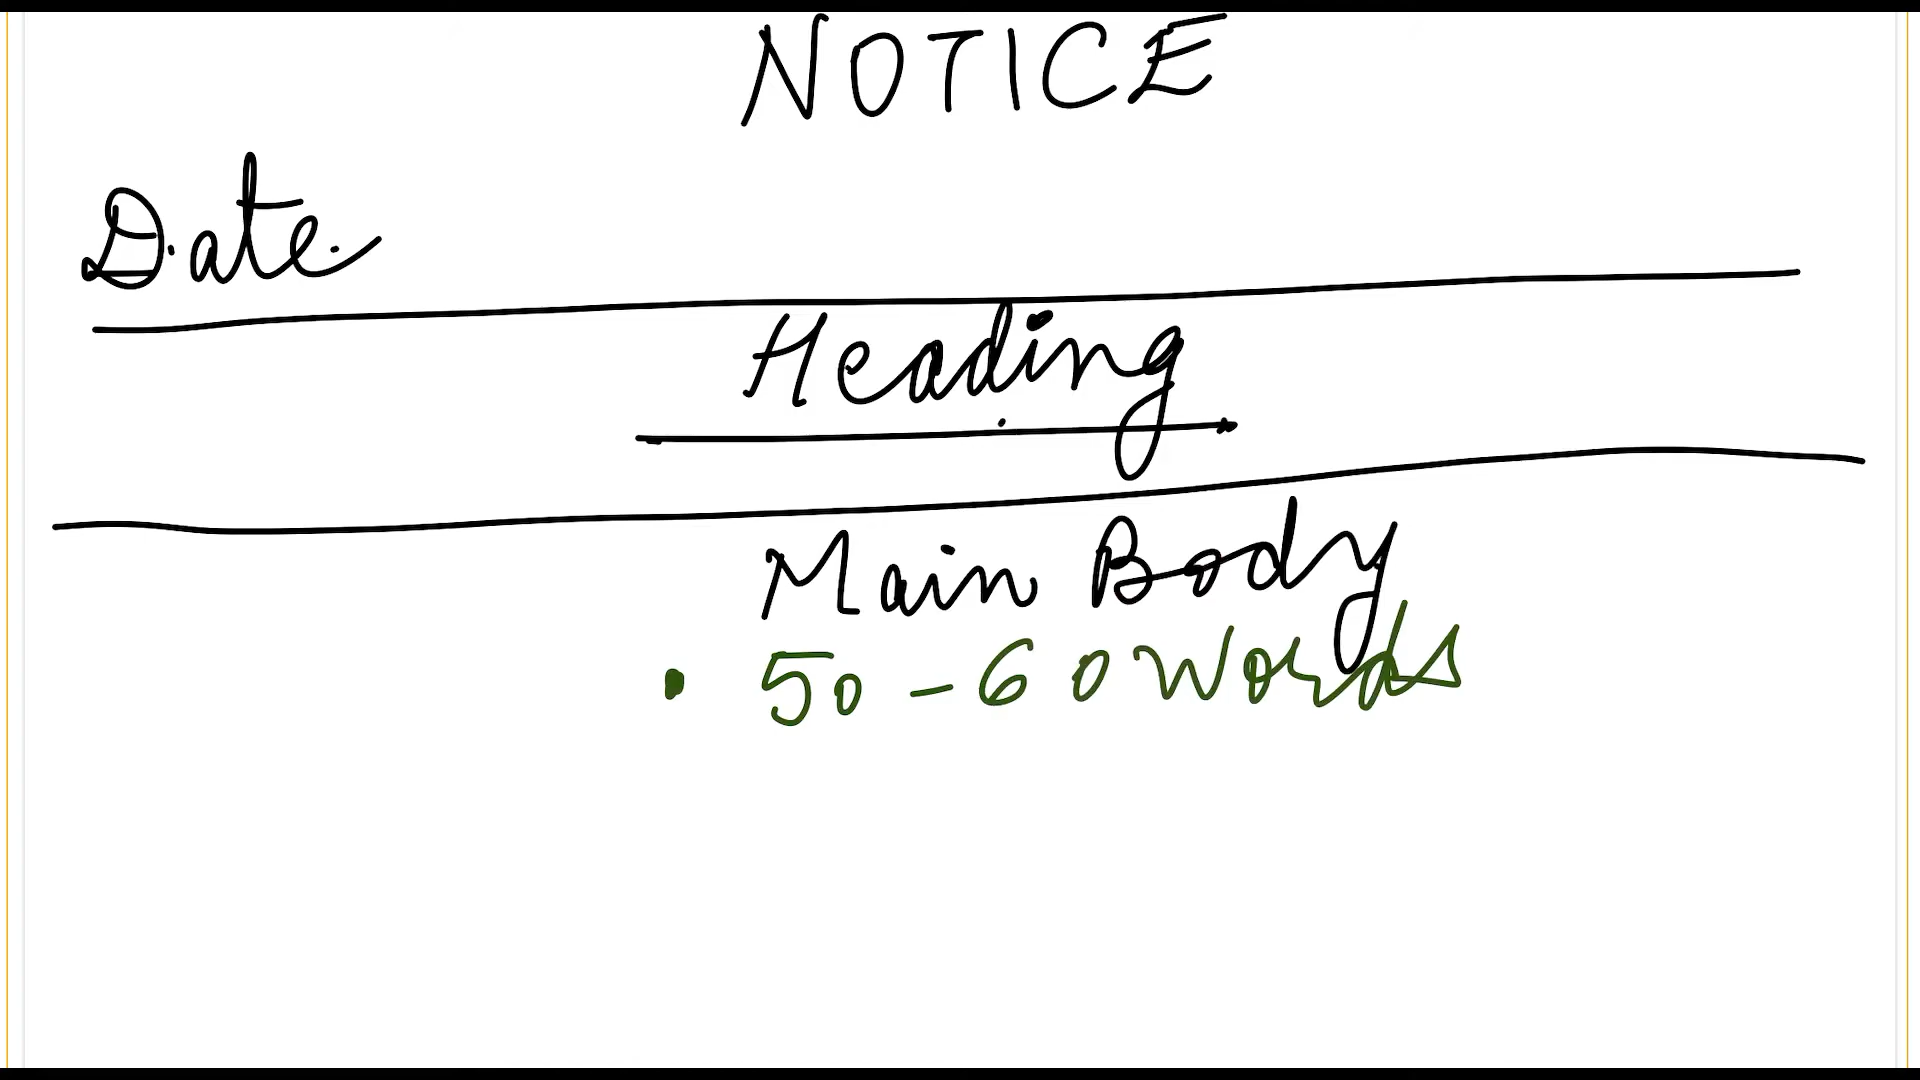 NOTICE
Date
Heading
Main Body
• 50-60 Words